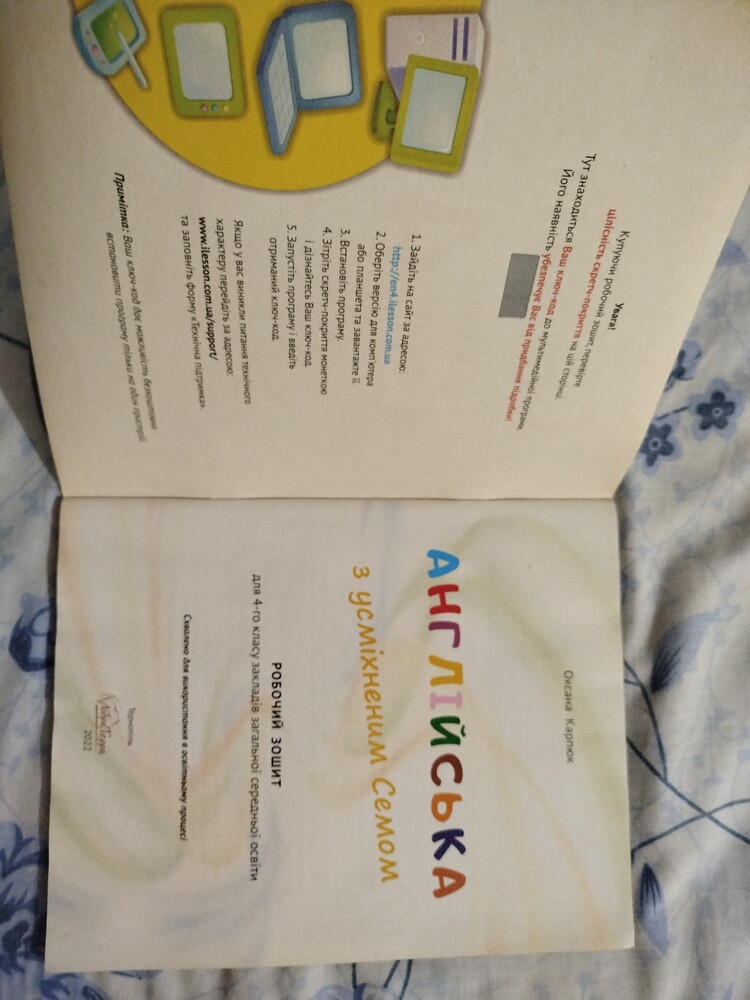 Увага!
Купуючи робочий зошит, перевірте
цілісність скретч-покриття на цій сторінці.
Тут знаходиться Ваш ключ-код до мультимедійної програми.
Його наявність убезпечує Вас від придбання підробки!
1. Зайдіть на сайт за адресою:
http://en4.ilesson.com.ua
2. Оберіть версію для комп'ютера
або планшета та завантажте її.
3. Встановіть програму.
4. Зітріть скретч-покриття монеткою
і дізнайтесь Ваш ключ-код.
5. Запустіть програму і введіть
отриманий ключ-код.
Якщо у вас виникли питання технічного
характеру перейдіть за адресою:
www.ilesson.com.ua/support/
та заповніть форму «Технічна підтримка».
Примітка: Ваш ключ-код дає можливість безкоштовно
встановити програму тільки на один пристрій.
Оксана Карпюк
АНГЛІЙСЬКА
з усміхненим Семом
РОБОЧИЙ ЗОШИТ
для 4-го класу закладів загальної середньої освіти
Схвалено для використання в освітньому процесі
Тернопіль
Лібра Терра
2022